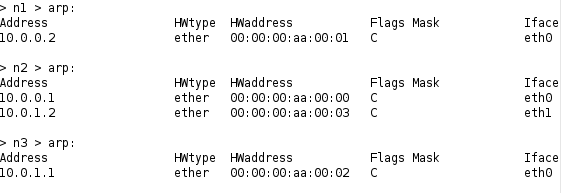 > n1 > arp:
Address HWtype HWaddress Flags Mask Iface
10.0.0.2 ether 00:00:00:aa:00:01 C eth0
> n2 > arp:
Address HWtype HWaddress Flags Mask Iface
10.0.0.1 ether 00:00:00:aa:00:00 C eth0
10.0.1.2 ether 00:00:00:aa:00:03 C eth1
> n3 > arp:
Address HWtype HWaddress Flags Mask Iface
10.0.1.1 ether 00:00:00:aa:00:02 C eth0